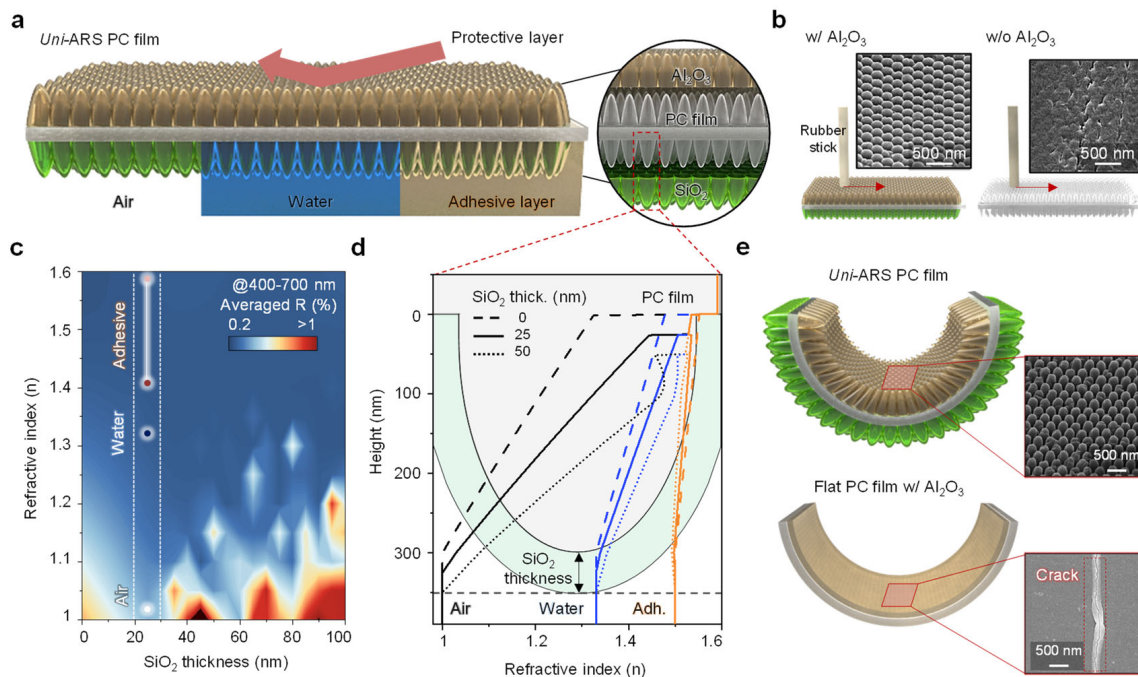 a
Uni-ARS PC film
Protective layer
Al2O3
PC film
SiO2
Air
Water
Adhesive layer
b
w/ Al2O3
w/o Al2O3
Rubber
stick
500 nm
500 nm
c
1.6
1.5
1.4
1.3
1.2
1.1
1
Refractive index (n)
@400-700 nm
Averaged R (%)
0.2 >1
Adhesive
Water
Air
0 20 40 60 80 100
SiO2 thickness (nm)
d
SiO2 thick. (nm)
0
25
50
PC film
0
100
200
300
Height(nm)
SiO2
thickness
Air Water Adh.
1.2 1.4 1.6
Refractive index (n)
e
Uni-ARS PC film
500 nm
Flat PC film w/ Al2O3
Crack
500 nm